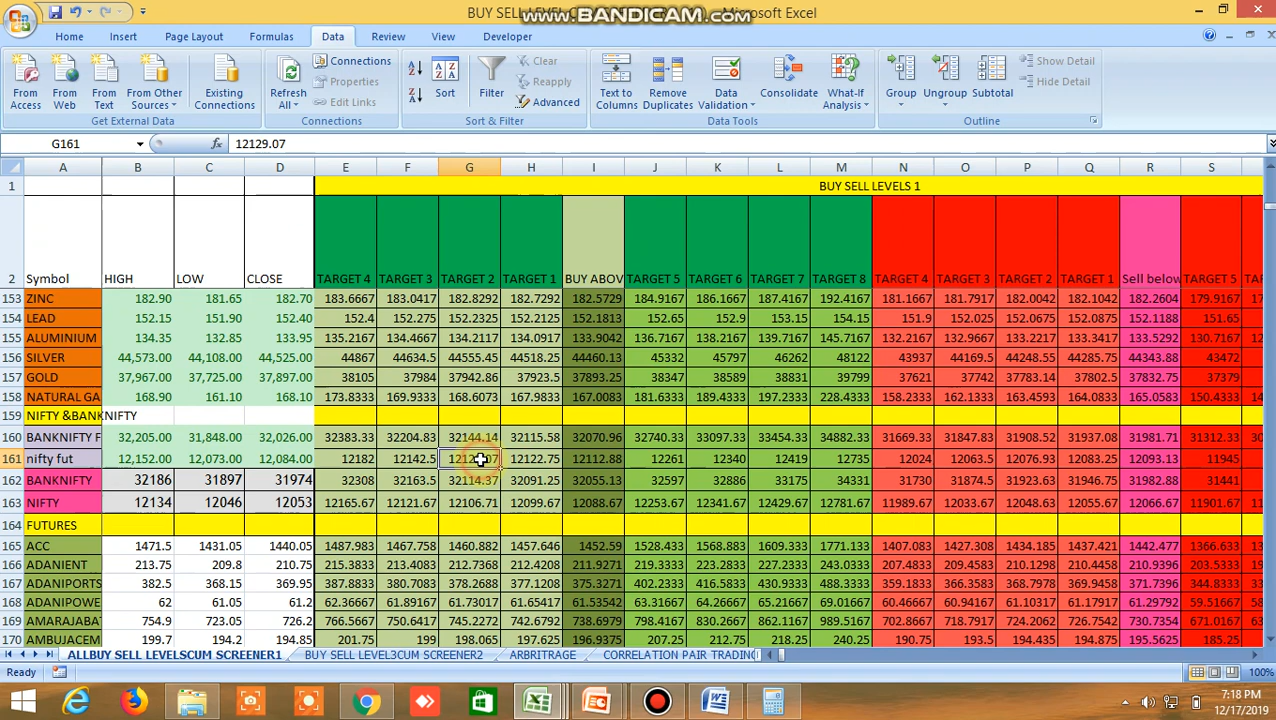 BUY SELL LEVEL
www.BANDICAM.com
Microsoft Excel
Home Insert Page Layout Formulas Data Review View Developer
From Access
From Web
From Text
From Other Sources
Existing Connections
Get External Data
Refresh All
Connections
Properties
Edit Links
Connections
Sort
Filter
Clear
Reapply
Advanced
Sort & Filter
Text to Columns
Remove Duplicates
Data Validation
Consolidate
What-If Analysis
Data Tools
Group
Ungroup
Subtotal
Show Detail
Hide Detail
Outline
G161 fx 12129.07
A B C D E F G H I J K L M N O P Q R S
1 BUY SELL LEVELS 1
2 Symbol HIGH LOW CLOSE TARGET 4 TARGET 3 TARGET 2 TARGET 1 BUY ABOV TARGET 5 TARGET 6 TARGET 7 TARGET 8 TARGET 4 TARGET 3 TARGET 2 TARGET 1 Sell below TARGET 5
153 ZINC 182.90 181.65 182.70 183.6667 183.0417 182.8292 182.7292 182.5729 184.9167 186.1667 187.4167 192.4167 181.1667 181.7917 182.0042 182.1042 182.2604 179.9167
154 LEAD 152.15 151.90 152.40 152.4 152.275 152.2325 152.2125 152.1813 152.65 152.9 153.15 154.15 151.9 152.025 152.0675 152.0875 152.1188 151.65
155 ALUMINIUM 134.35 132.85 133.95 135.2167 134.4667 134.2117 134.0917 133.9042 136.7167 138.2167 139.7167 145.7167 132.2167 132.9667 133.2217 133.3417 133.5292 130.7167
156 SILVER 44,573.00 44,108.00 44,525.00 44867 44634.5 44555.45 44518.25 44460.13 45332 45797 46262 48122 43937 44169.5 44248.55 44285.75 44343.88 43472
157 GOLD 37,967.00 37,725.00 37,897.00 38105 37984 37942.86 37923.5 37893.25 38347 38589 38831 39799 37621 37742 37783.14 37802.5 37832.75 37379
158 NATURAL GA 168.90 161.10 168.10 173.8333 169.9333 168.6073 167.9833 167.0083 181.6333 189.4333 197.2333 228.4333 158.2333 162.1333 163.4593 164.0833 165.0583 150.4333
159 NIFTY &BANKNIFTY
160 BANKNIFTY F 32,205.00 31,848.00 32,026.00 32383.33 32204.83 32144.14 32115.58 32070.96 32740.33 33097.33 33454.33 34882.33 31669.33 31847.83 31908.52 31937.08 31981.71 31312.33
161 nifty fut 12,152.00 12,073.00 12,084.00 12182 12142.5 12122.75 12112.88 12261 12340 12419 12735 12024 12063.5 12076.93 12083.25 12093.13 11945
162 BANKNIFTY 32186 31897 31974 32308 32163.5 32114.37 32091.25 32055.13 32597 32886 33175 34331 31730 31874.5 31923.63 31946.75 31982.88 31441
163 NIFTY 12134 12046 12053 12165.67 12121.67 12106.71 12099.67 12088.67 12253.67 12341.67 12429.67 12781.67 11989.67 12033.67 12048.63 12055.67 12066.67 11901.67
164 FUTURES
165 ACC 1471.5 1431.05 1440.05 1487.983 1467.758 1460.882 1457.646 1452.59 1528.433 1568.883 1609.333 1771.133 1407.083 1427.308 1434.185 1437.421 1442.477 1366.633
166 ADANIENT 213.75 209.8 210.75 215.3833 213.4083 212.7368 212.4208 211.9271 219.3333 223.2833 227.2333 243.0333 207.4833 209.4583 210.1298 210.4458 210.9396 203.5333
167 ADANIPORTS 382.5 368.15 369.95 387.8833 380.7083 378.2688 377.1208 375.3271 402.2333 416.5833 430.9333 488.3333 359.1833 366.3583 368.7978 369.9458 371.7396 344.8333
168 ADANIPOWE 62 61.05 61.2 62.36667 61.89167 61.73017 61.65417 61.53542 63.31667 64.26667 65.21667 69.01667 60.46667 60.94167 61.10317 61.17917 61.29792 59.51667
169 AMARAJABA 754.9 723.05 726.2 766.5667 750.6417 745.2272 742.6792 738.6979 798.4167 830.2667 862.1167 989.5167 702.8667 718.7917 724.2062 726.7542 730.7354 671.0167
170 AMBUJACEM 199.7 194.2 194.85 201.75 199 198.065 197.625 196.9375 207.25 212.75 218.25 240.25 190.75 193.5 194.435 194.875 195.5625 185.25
ALLBUY SELL LEVELSCUM SCREENER1 BUY SELL LEVEL3CUM SCREENER2 ARBRITRAGE CORRELATION PAIR TRADING
Ready 100%
7:18 PM
12/17/2019